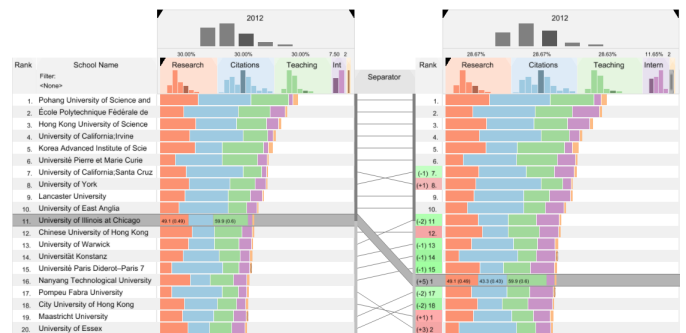 2012
2012
30.00% 30.00% 30.00% 7.50 2
28.67% 28.67% 28.63% 11.65% 2
Rank School Name Research Citations Teaching Int Separator Rank Research Citations Teaching Intern
Filter:
<None>
1. Pohang University of Science and 1.
2. École Polytechnique Fédérale de 2.
3. Hong Kong University of Science 3.
4. University of California;Irvine 4.
5. Korea Advanced Institute of Scie 5.
6. Université Pierre et Marie Curie 6.
7. University of California;Santa Cruz (-1) 7.
8. University of York (+1) 8.
9. Lancaster University 9.
10. University of East Anglia 10.
11. University of Illinois at Chicago 49.1 (0.49) 59.9 (0.6) (-2) 11
12. Chinese University of Hong Kong 12.
13. University of Warwick (-1) 13
14. Universität Konstanz (-1) 14
15. Université Paris Diderot–Paris 7 (-1) 15
16. Nanyang Technological University (+5) 1 49.1 (0.49) 43.3 (0.43) 59.9 (0.6)
17. Pompeu Fabra University (-2) 17
18. City University of Hong Kong (-2) 18
19. Maastricht University (+1) 1
20. University of Essex (+3) 2